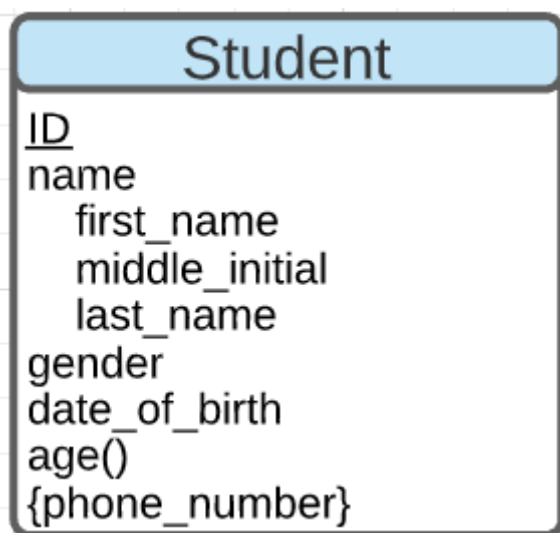 Student
ID
name
first_name
middle_initial
last_name
gender
date_of_birth
age()
{phone_number}